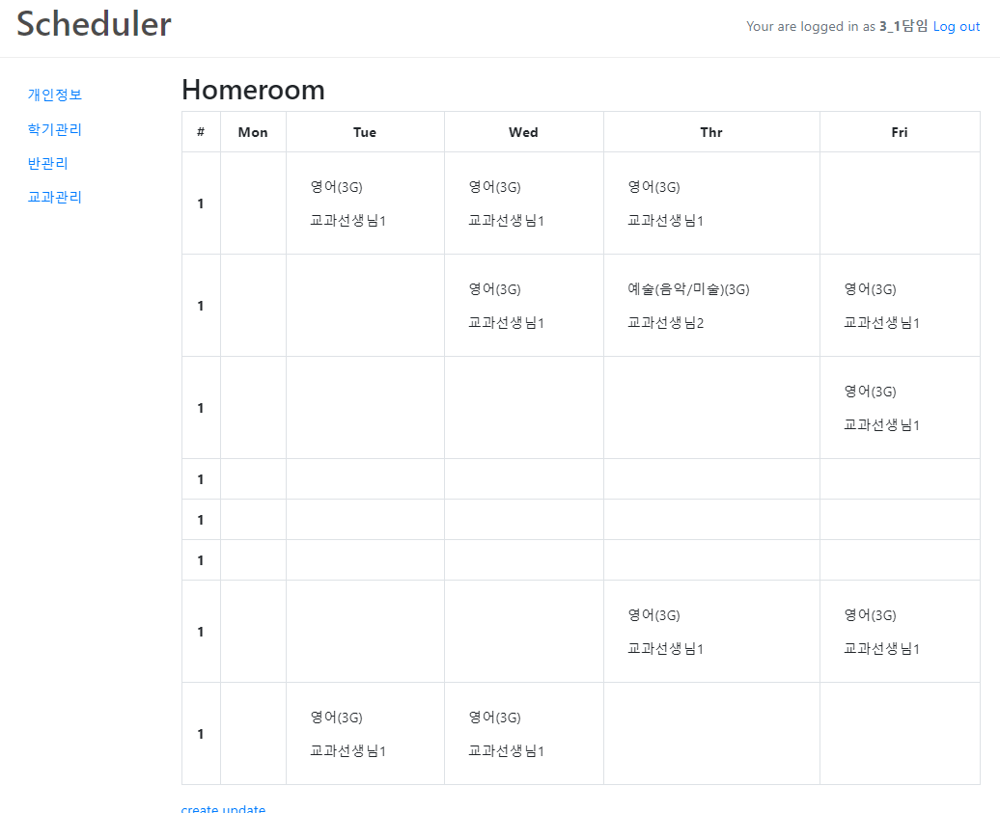 Scheduler
Your are logged in as 3_1담임 Log out
개인정보
학기관리
반관리
교과관리
Homeroom
# Mon Tue Wed Thr Fri
1
영어(3G) 영어(3G) 영어(3G)
교과선생님1 교과선생님1 교과선생님1
1
영어(3G) 예술(음악/미술)(3G) 영어(3G)
교과선생님1 교과선생님2 교과선생님1
1
영어(3G)
교과선생님1
1
1
1
1
영어(3G) 영어(3G)
교과선생님1 교과선생님1
1
영어(3G) 영어(3G)
교과선생님1 교과선생님1
create update